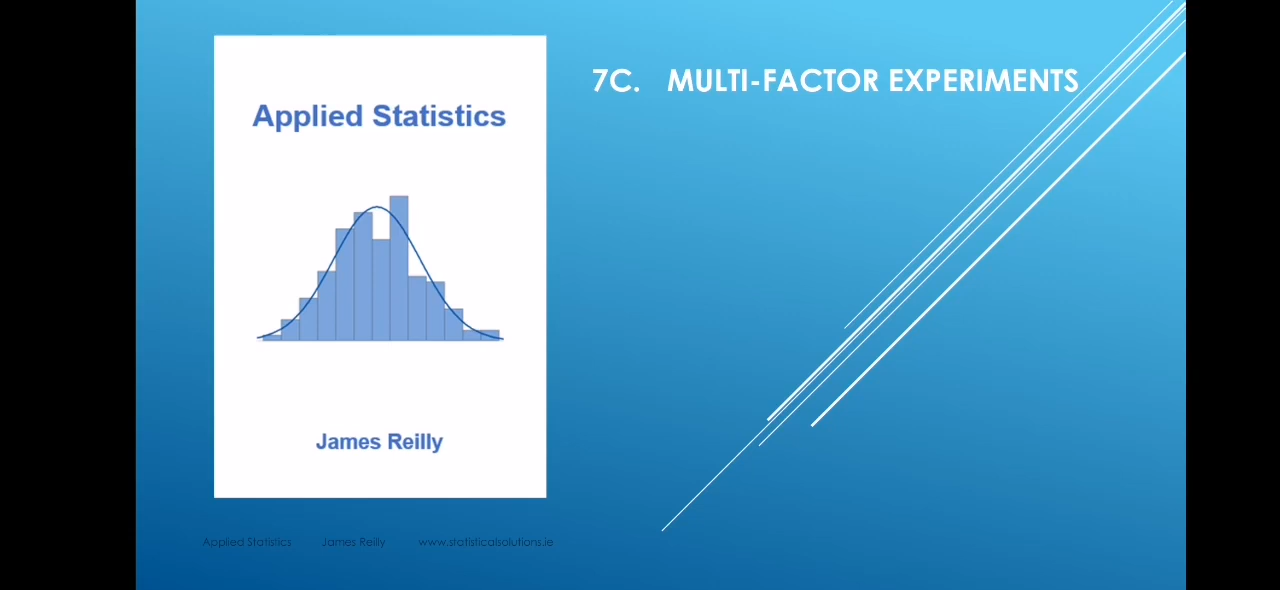 7C. MULTI-FACTOR EXPERIMENTS
Applied Statistics
James Reilly
Applied Statistics James Reilly www.statisticalsolutions.ie